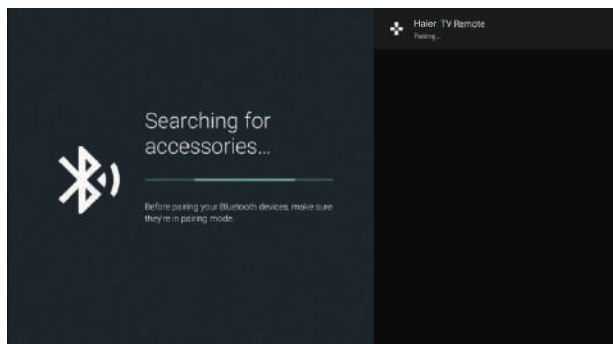 Searching for
accessories...
Before pairing your Bluetooth devices, make sure
they're in pairing mode.
Haier TV Remote
Pairing...